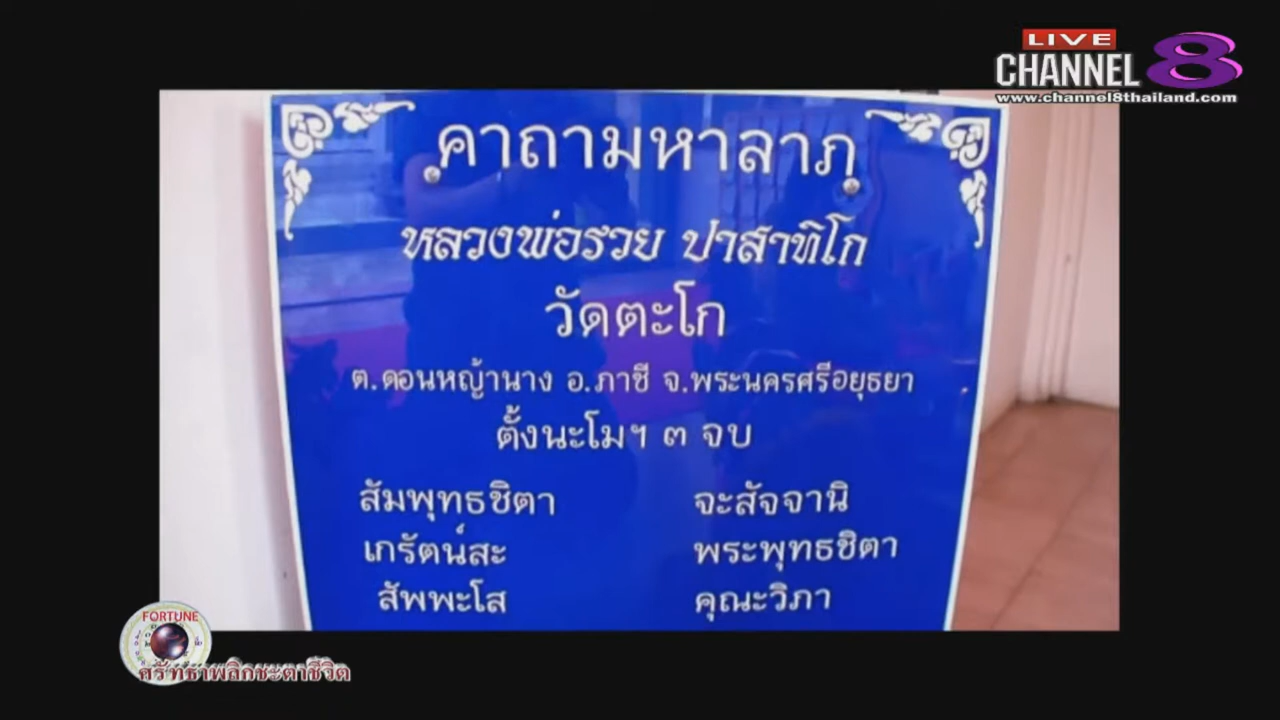 LIVE
CHANNEL 8
www.channel8thailand.com
คาถามหาลาภ
หลวงพ่อรวย ปาสาทิโก
วัดตะโก
ต.ดอนหญ้านาง อ.ภาชี จ.พระนครศรีอยุธยา
ตั้งนะโมฯ ๓ จบ
สัมพุทธชิตา จะสัจจานิ
เกรัตน์สะ พระพุทธชิตา
สัพพะโส คุณะวิภา
FORTUNE
ศรัทธาพลิกชะตาชีวิต